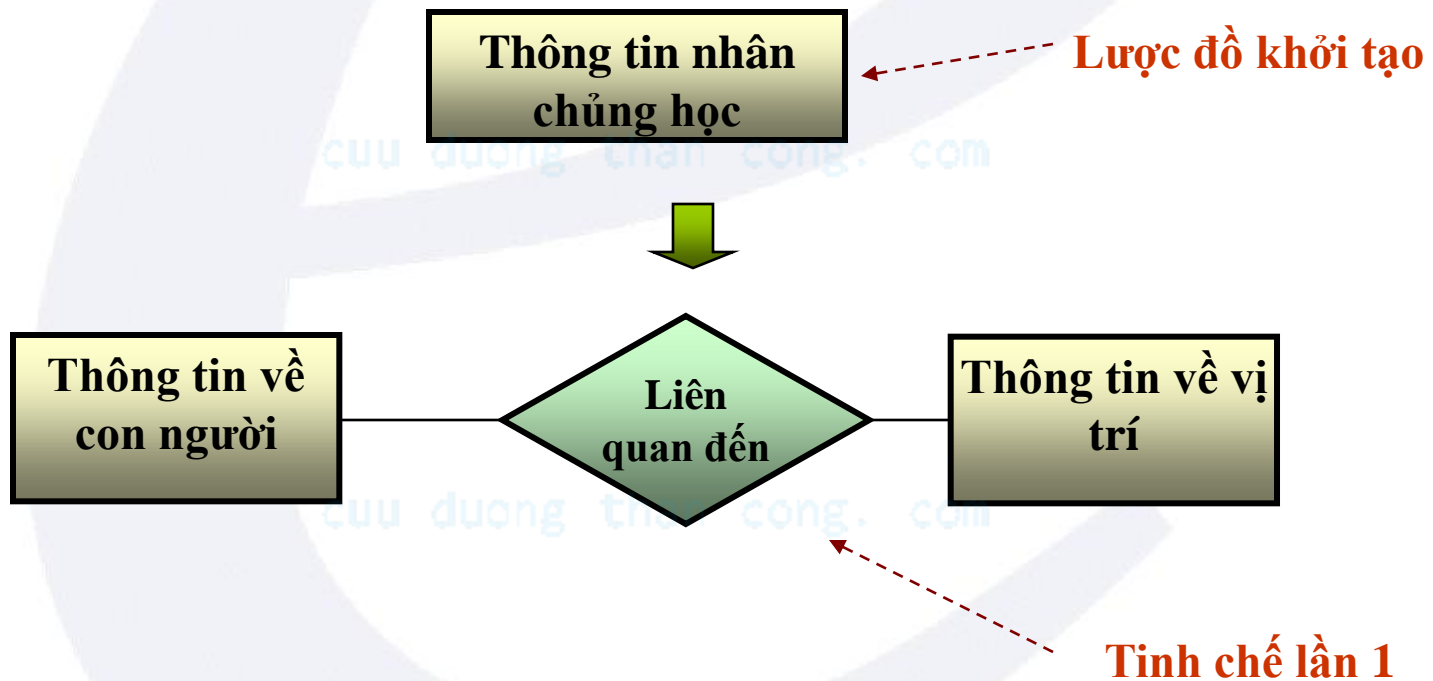 Thông tin nhân
chủng học
Lược đồ khởi tạo
cuu duong than cong. com
Thông tin về
con người
Liên
quan đến
Thông tin về vị
trí
cuu duong than cong. com
Tinh chế lần 1